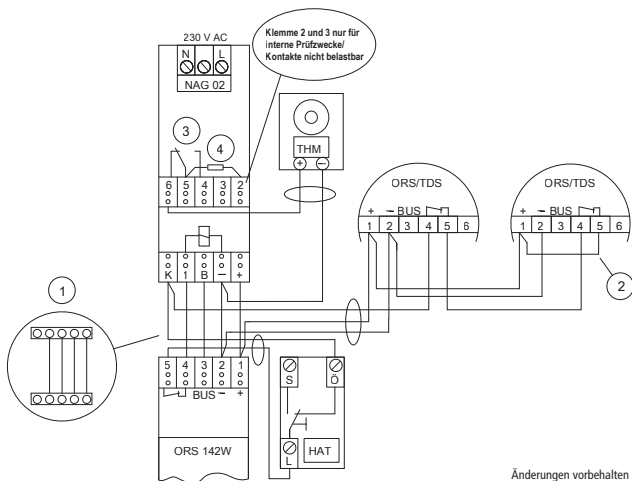 230 V AC
N L
NAG 02
Klemme 2 und 3 nur für
interne Prüfzwecke/
Kontakte nicht belastbar
3
4
THM
+ −
6 5 4 3 2
ORS/TDS
+ − BUS
1 2 3 4 5 6
ORS/TDS
+ − BUS
1 2 3 4 5 6
2
K 1 B − +
1
5 4 3 2 1
BUS − +
ORS 142W
S Ö
L HAT
Änderungen vorbehalten